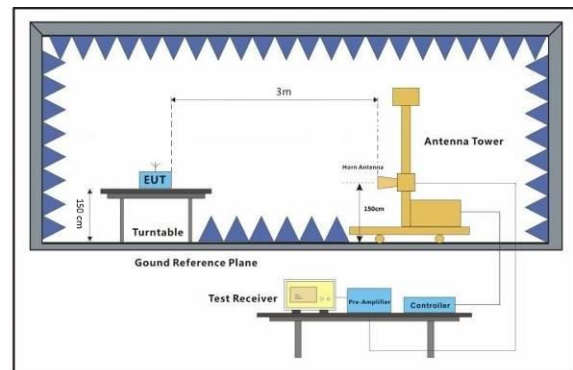 3m
Antenna Tower
Horn Antenna
EUT
150 cm
150cm
Turntable
Gound Reference Plane
Test Receiver
Pre-Amplifier
Controller